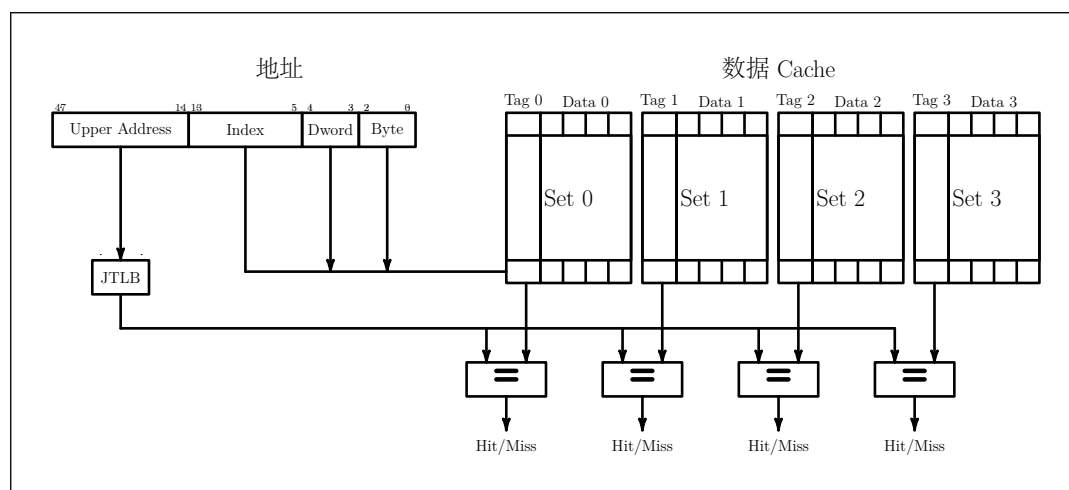 地址
数据 Cache
47 14 13 5 4 3 2 0
Tag 0 Data 0 Tag 1 Data 1 Tag 2 Data 2 Tag 3 Data 3
Upper Address Index Dword Byte
Set 0 Set 1 Set 2 Set 3
JTLB
Hit/Miss Hit/Miss Hit/Miss Hit/Miss